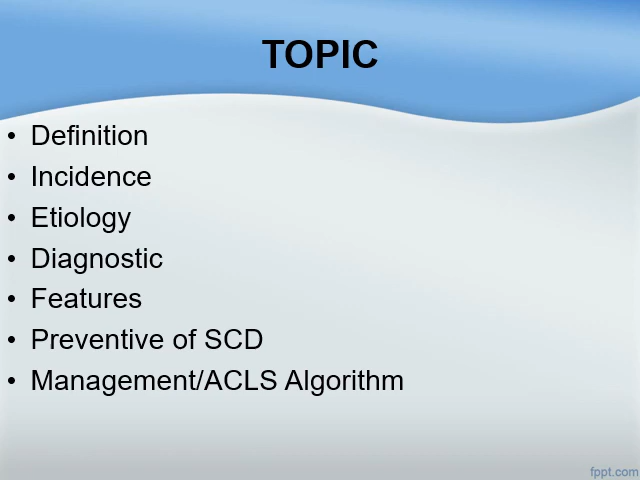 TOPIC
• Definition
• Incidence
• Etiology
• Diagnostic
• Features
• Preventive of SCD
• Management/ACLS Algorithm
fppt.com